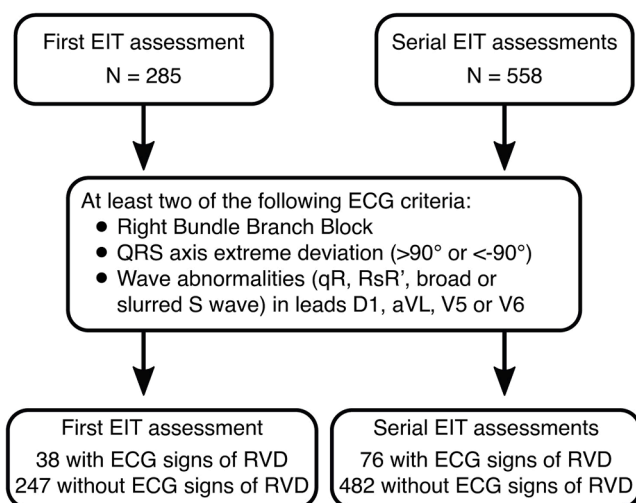 First EIT assessment
N = 285
Serial EIT assessments
N = 558
At least two of the following ECG criteria:
● Right Bundle Branch Block
● QRS axis extreme deviation (>90° or <-90°)
● Wave abnormalities (qR, RsR’, broad or
slurred S wave) in leads D1, aVL, V5 or V6
First EIT assessment
38 with ECG signs of RVD
247 without ECG signs of RVD
Serial EIT assessments
76 with ECG signs of RVD
482 without ECG signs of RVD